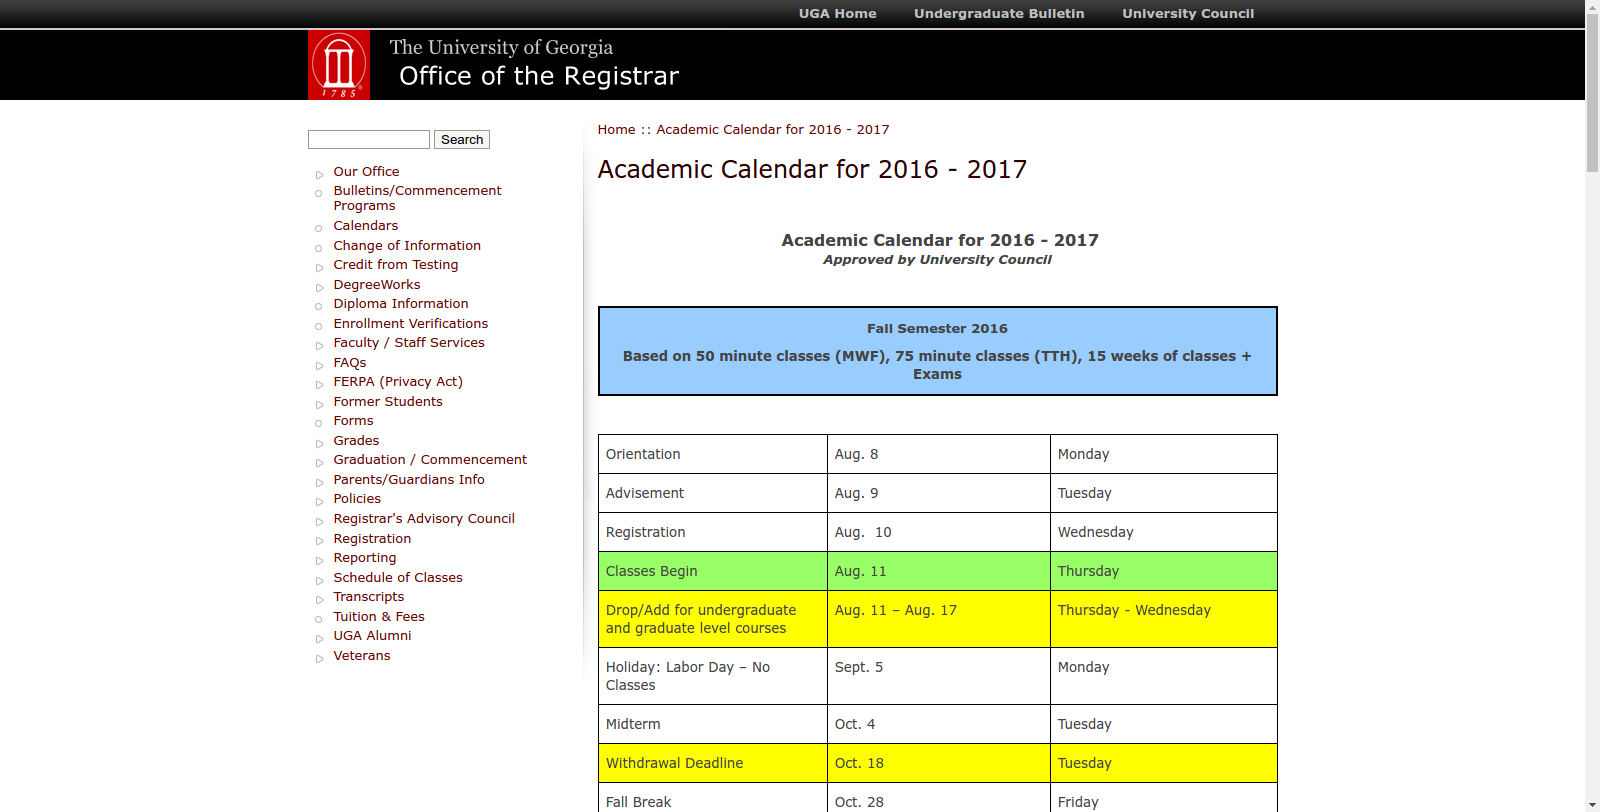 UGA Home Undergraduate Bulletin University Council
The University of Georgia
Office of the Registrar
1785
Search
Our Office
Bulletins/Commencement
Programs
Calendars
Change of Information
Credit from Testing
DegreeWorks
Diploma Information
Enrollment Verifications
Faculty / Staff Services
FAQs
FERPA (Privacy Act)
Former Students
Forms
Grades
Graduation / Commencement
Parents/Guardians Info
Policies
Registrar's Advisory Council
Registration
Reporting
Schedule of Classes
Transcripts
Tuition & Fees
UGA Alumni
Veterans
Home :: Academic Calendar for 2016 - 2017
Academic Calendar for 2016 - 2017
Academic Calendar for 2016 - 2017
Approved by University Council
Fall Semester 2016
Based on 50 minute classes (MWF), 75 minute classes (TTH), 15 weeks of classes +
Exams
Orientation Aug. 8 Monday
Advisement Aug. 9 Tuesday
Registration Aug. 10 Wednesday
Classes Begin Aug. 11 Thursday
Drop/Add for undergraduate Aug. 11 – Aug. 17 Thursday - Wednesday
and graduate level courses
Holiday: Labor Day – No Sept. 5 Monday
Classes
Midterm Oct. 4 Tuesday
Withdrawal Deadline Oct. 18 Tuesday
Fall Break Oct. 28 Friday